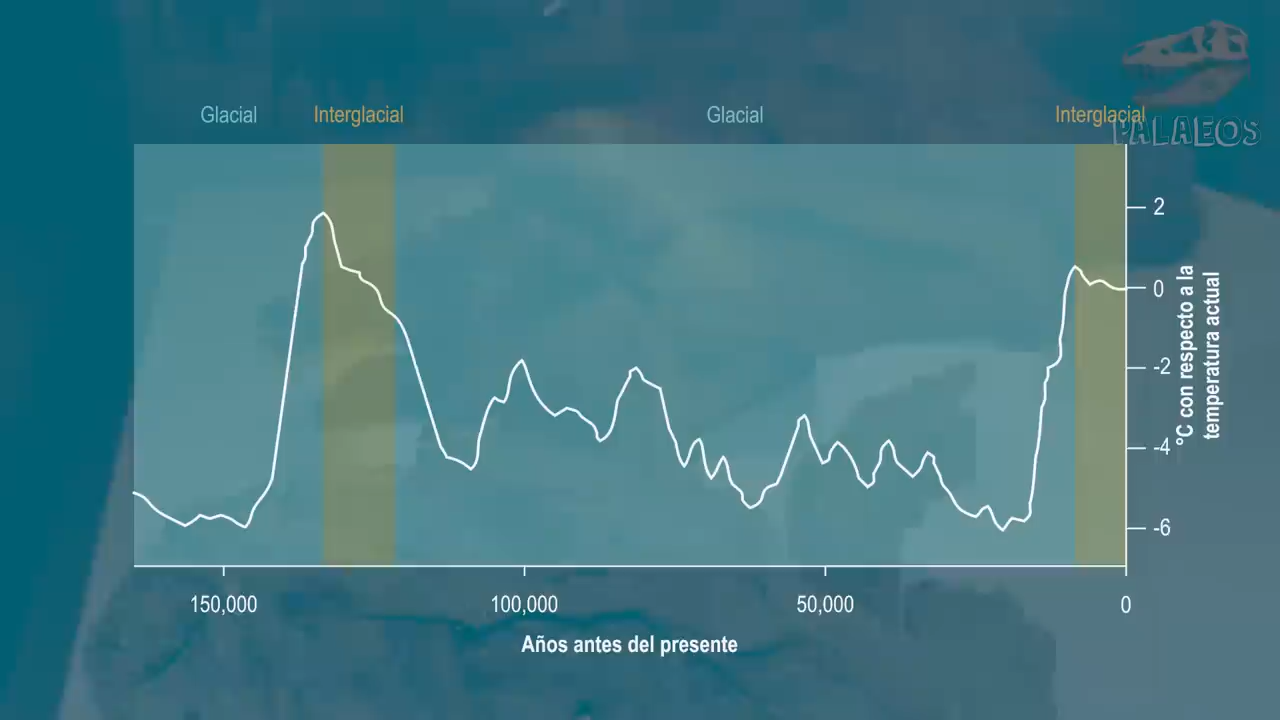 Glacial
Interglacial
Glacial
Interglacial
PALAEOS
2
0
-2
-4
-6
°C con respecto a la
temperatura actual
150,000
100,000
50,000
0
Años antes del presente